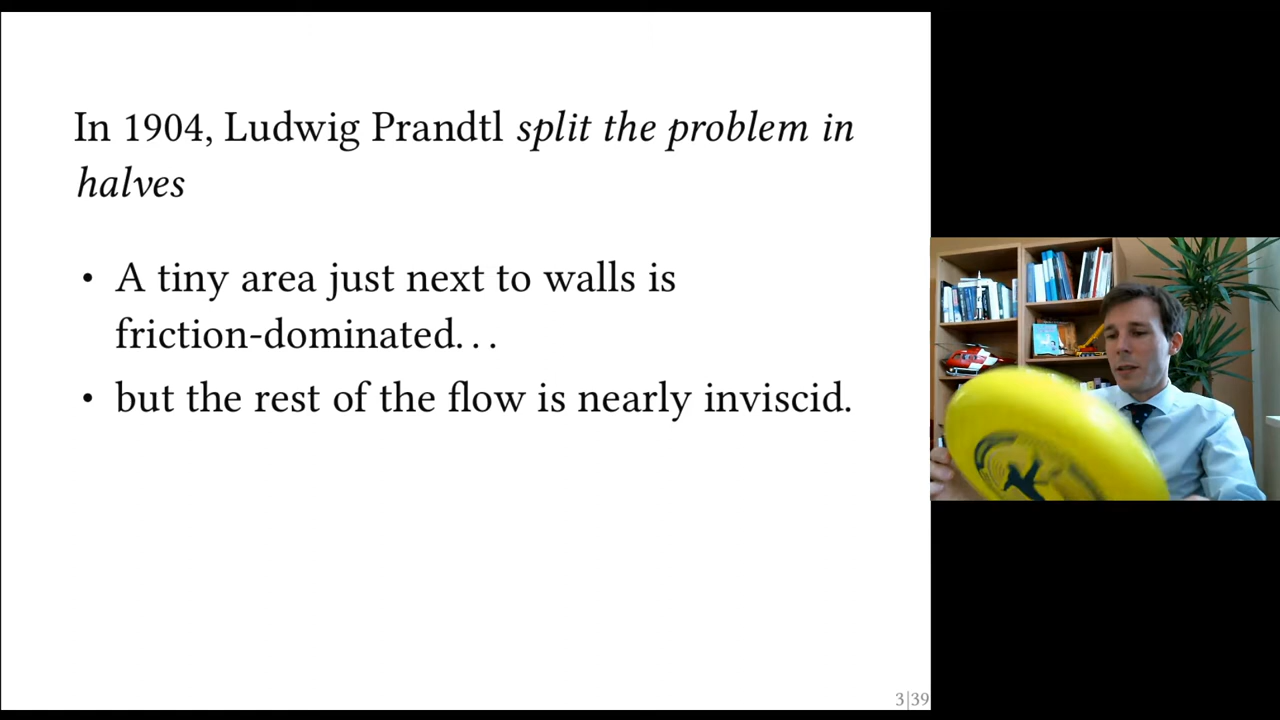 In 1904, Ludwig Prandtl split the problem in
halves
• A tiny area just next to walls is
friction-dominated. . .
• but the rest of the flow is nearly inviscid.
3|39